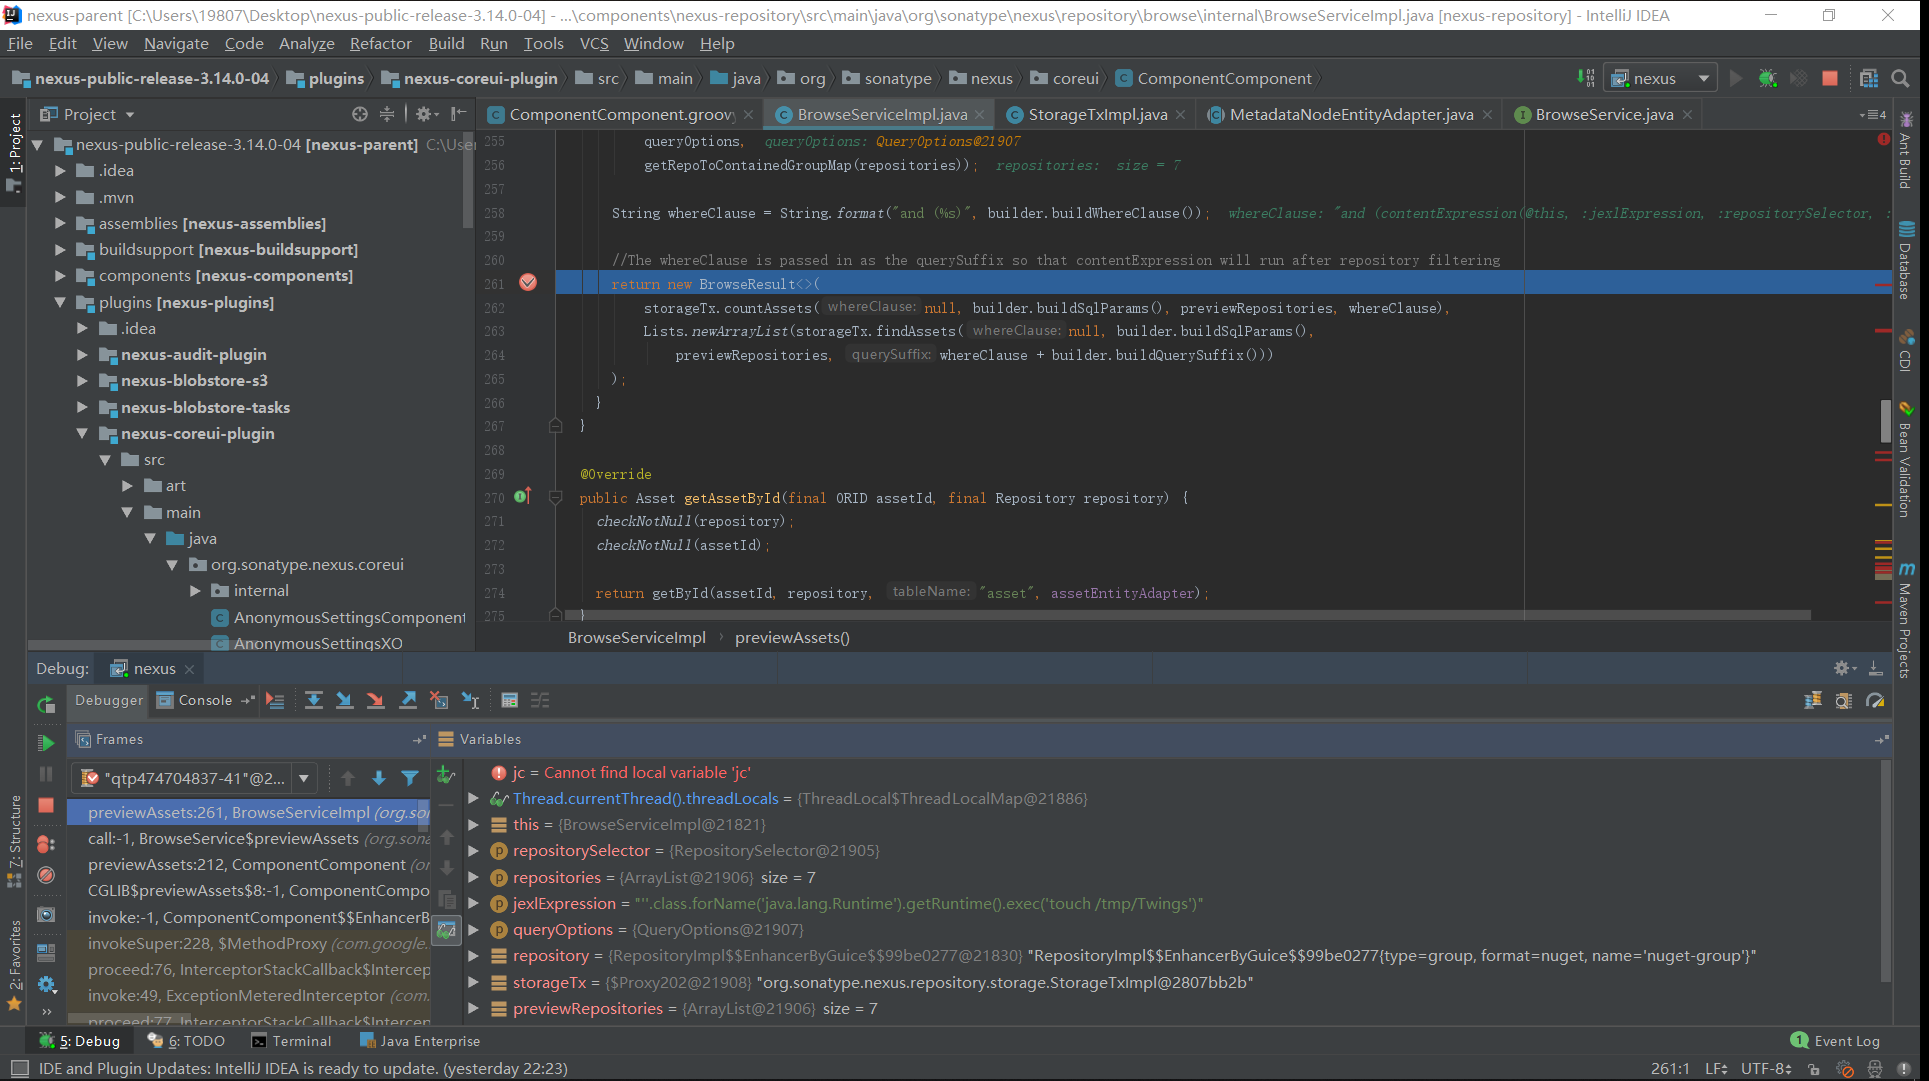 nexus-parent [C:\Users\19807\Desktop\nexus-public-release-3.14.0-04] - ...\components\nexus-repository\src\main\java\org\sonatype\nexus\repository\browse\internal\BrowseServiceImpl.java [nexus-repository] - IntelliJ IDEA
File Edit View Navigate Code Analyze Refactor Build Run Tools VCS Window Help
nexus-public-release-3.14.0-04 plugins nexus-coreui-plugin src main java org sonatype nexus coreui ComponentComponent nexus
Project
ComponentComponent.groovy BrowseServiceImpl.java StorageTxImpl.java MetadataNodeEntityAdapter.java BrowseService.java 4
1: Project
7: Structure
2: Favorites
nexus-public-release-3.14.0-04 [nexus-parent] C:\User
.idea
.mvn
assemblies [nexus-assemblies]
buildsupport [nexus-buildsupport]
components [nexus-components]
plugins [nexus-plugins]
.idea
nexus-audit-plugin
nexus-blobstore-s3
nexus-blobstore-tasks
nexus-coreui-plugin
src
art
main
java
org.sonatype.nexus.coreui
internal
AnonymousSettingsComponent
AnonymousSettingsXO
255 queryOptions, queryOptions: QueryOptions@21907
256 getRepoToContainedGroupMap(repositories)); repositories: size = 7
257
258 String whereClause = String.format("and (%s)", builder.buildWhereClause()); whereClause: "and (contentExpression(@this, :jexlExpression, :repositorySelector, :
259
260 //The whereClause is passed in as the querySuffix so that contentExpression will run after repository filtering
261 return new BrowseResult<>(
262 storageTx.countAssets( whereClause: null, builder.buildSqlParams(), previewRepositories, whereClause),
263 Lists.newArrayList(storageTx.findAssets( whereClause: null, builder.buildSqlParams(),
264 previewRepositories, querySuffix: whereClause + builder.buildQuerySuffix()))
265 );
266 }
267 }
268
269 @Override
270 public Asset getAssetById(final ORID assetId, final Repository repository) {
271 checkNotNull(repository);
272 checkNotNull(assetId);
273
274 return getById(assetId, repository, tableName: "asset", assetEntityAdapter);
275 }
BrowseServiceImpl previewAssets()
Ant Build
Database
CDI
Bean Validation
Maven Projects
Debug: nexus
Debugger Console
Frames
"qtp474704837-41"@2...
previewAssets:261, BrowseServiceImpl (org.so
call:-1, BrowseService$previewAssets (org.sona
previewAssets:212, ComponentComponent (o
CGLIB$previewAssets$8:-1, ComponentCompo
invoke:-1, ComponentComponent$$EnhancerB
invokeSuper:228, $MethodProxy (com.google.
proceed:76, InterceptorStackCallback$Intercep
invoke:49, ExceptionMeteredInterceptor (com.
proceed:77, InterceptorStackCallback$Intercep
Variables
jc = Cannot find local variable 'jc'
Thread.currentThread().threadLocals = {ThreadLocal$ThreadLocalMap@21886}
this = {BrowseServiceImpl@21821}
repositorySelector = {RepositorySelector@21905}
repositories = {ArrayList@21906} size = 7
jexlExpression = "''.class.forName('java.lang.Runtime').getRuntime().exec('touch /tmp/Twings')"
queryOptions = {QueryOptions@21907}
repository = {RepositoryImpl$$EnhancerByGuice$$99be0277@21830} "RepositoryImpl$$EnhancerByGuice$$99be0277{type=group, format=nuget, name='nuget-group'}"
storageTx = {$Proxy202@21908} "org.sonatype.nexus.repository.storage.StorageTxImpl@2807bb2b"
previewRepositories = {ArrayList@21906} size = 7
5: Debug 6: TODO Terminal Java Enterprise 1 Event Log
IDE and Plugin Updates: IntelliJ IDEA is ready to update. (yesterday 22:23) 261:1 LF UTF-8